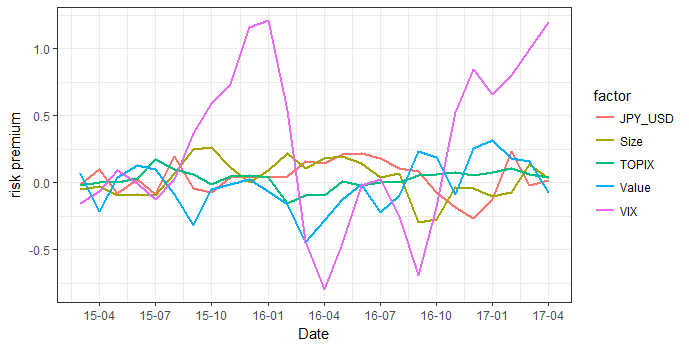 risk premium
1.0
0.5
0.0
-0.5
15-04 15-07 15-10 16-01 16-04 16-07 16-10 17-01 17-04
Date
factor
JPY_USD
Size
TOPIX
Value
VIX